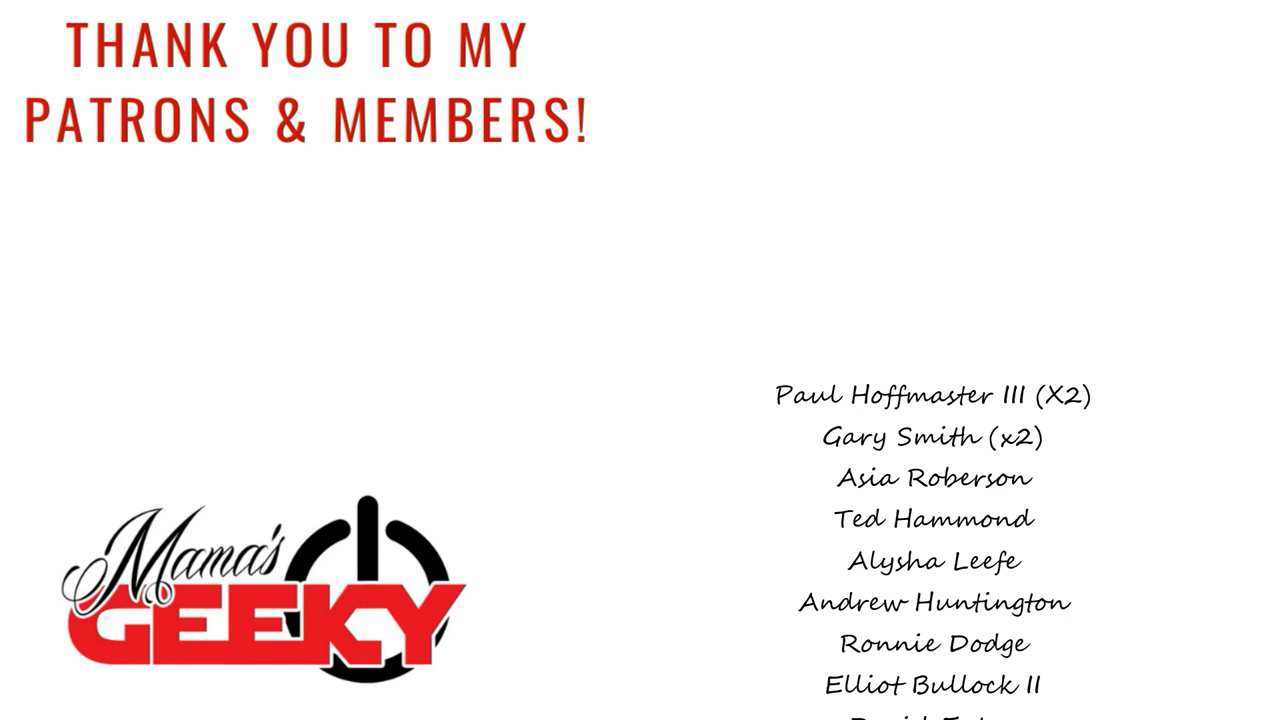 THANK YOU TO MY
PATRONS & MEMBERS!
Paul Hoffmaster III (X2)
Gary Smith (x2)
Asia Roberson
Ted Hammond
Alysha Leefe
Andrew Huntington
Ronnie Dodge
Elliot Bullock II
Mama's
GEEKY